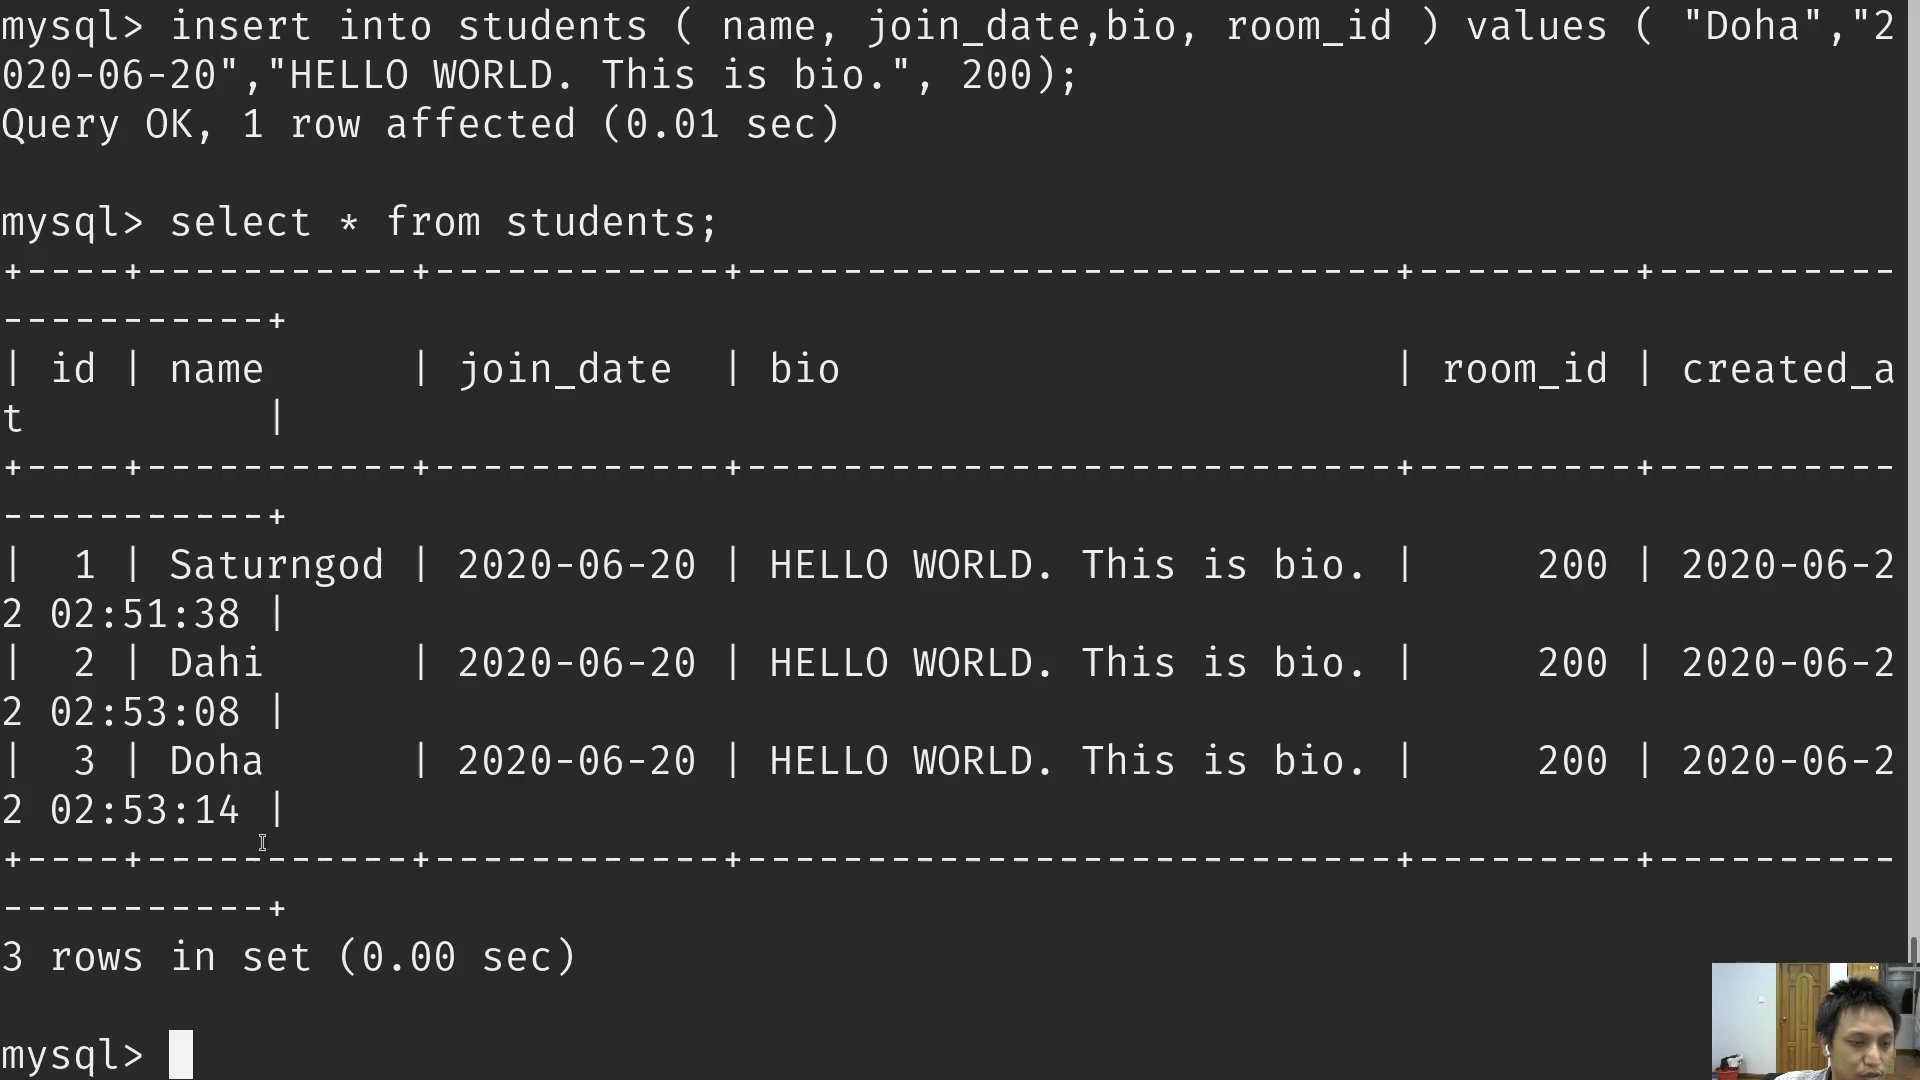 mysql> insert into students ( name, join_date,bio, room_id ) values ( "Doha","2
020-06-20","HELLO WORLD. This is bio.", 200);
Query OK, 1 row affected (0.01 sec)
mysql> select * from students;
+----+-----------+------------+---------------------------+---------+----------
-----------+
| id | name      | join_date  | bio                       | room_id | created_a
t          |
+----+-----------+------------+---------------------------+---------+----------
-----------+
|  1 | Saturngod | 2020-06-20 | HELLO WORLD. This is bio. |     200 | 2020-06-2
2 02:51:38 |
|  2 | Dahi      | 2020-06-20 | HELLO WORLD. This is bio. |     200 | 2020-06-2
2 02:53:08 |
|  3 | Doha      | 2020-06-20 | HELLO WORLD. This is bio. |     200 | 2020-06-2
2 02:53:14 |
+----+-----------+------------+---------------------------+---------+----------
-----------+
3 rows in set (0.00 sec)
mysql>